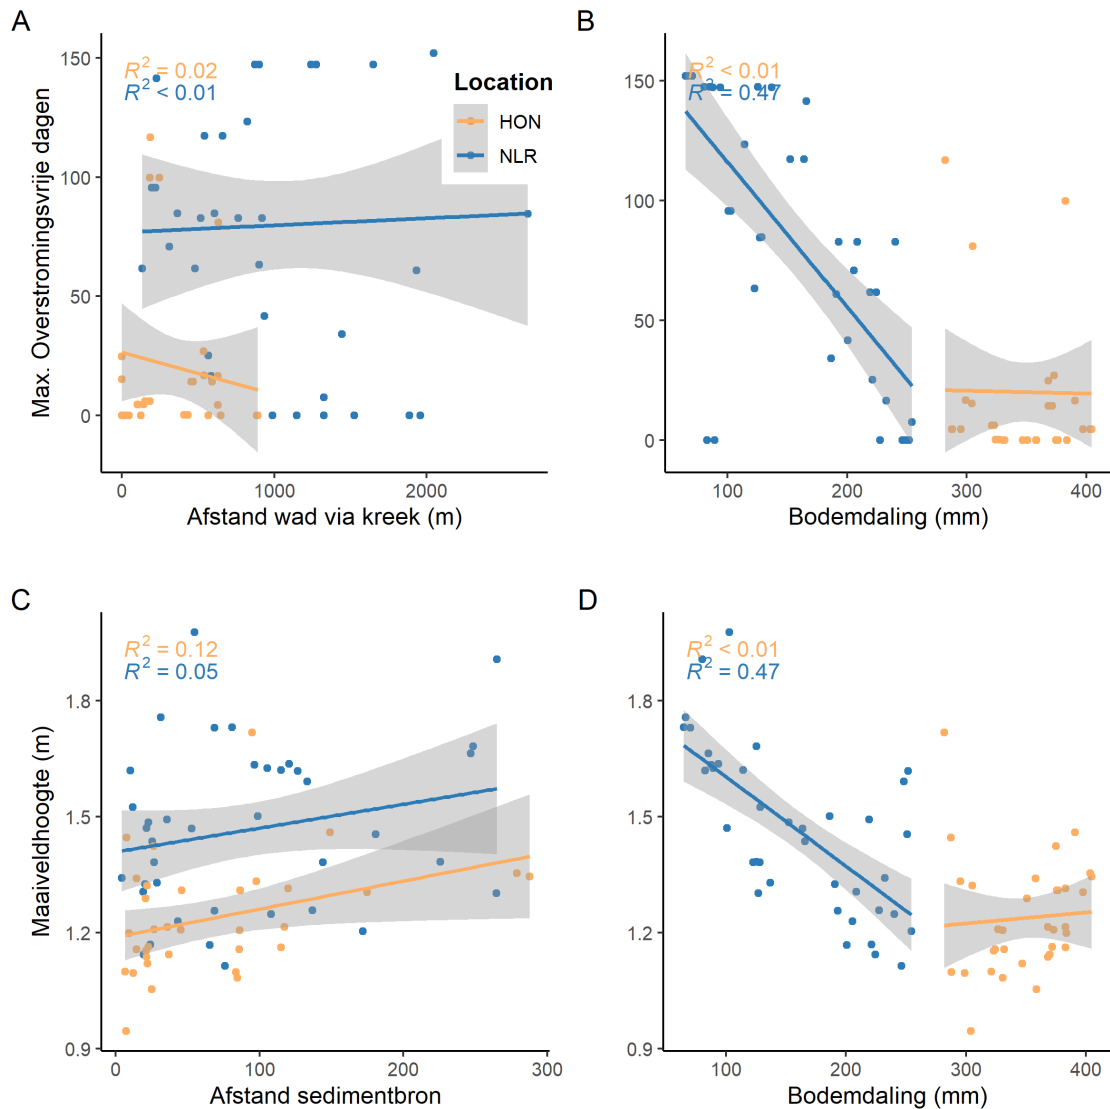 A
Max. Overstromingsvrije dagen
150
100
50
0
R² = 0.02
R² < 0.01
Location
HON
NLR
0
1000
2000
Afstand wad via kreek (m)
B
150
100
50
0
R² < 0.01
R² = 0.47
100
200
300
400
Bodemdaling (mm)
C
Maaiveldhoogte (m)
1.8
1.5
1.2
0.9
R² = 0.12
R² = 0.05
0
100
200
300
Afstand sedimentbron
D
1.8
1.5
1.2
0.9
R² < 0.01
R² = 0.47
100
200
300
400
Bodemdaling (mm)